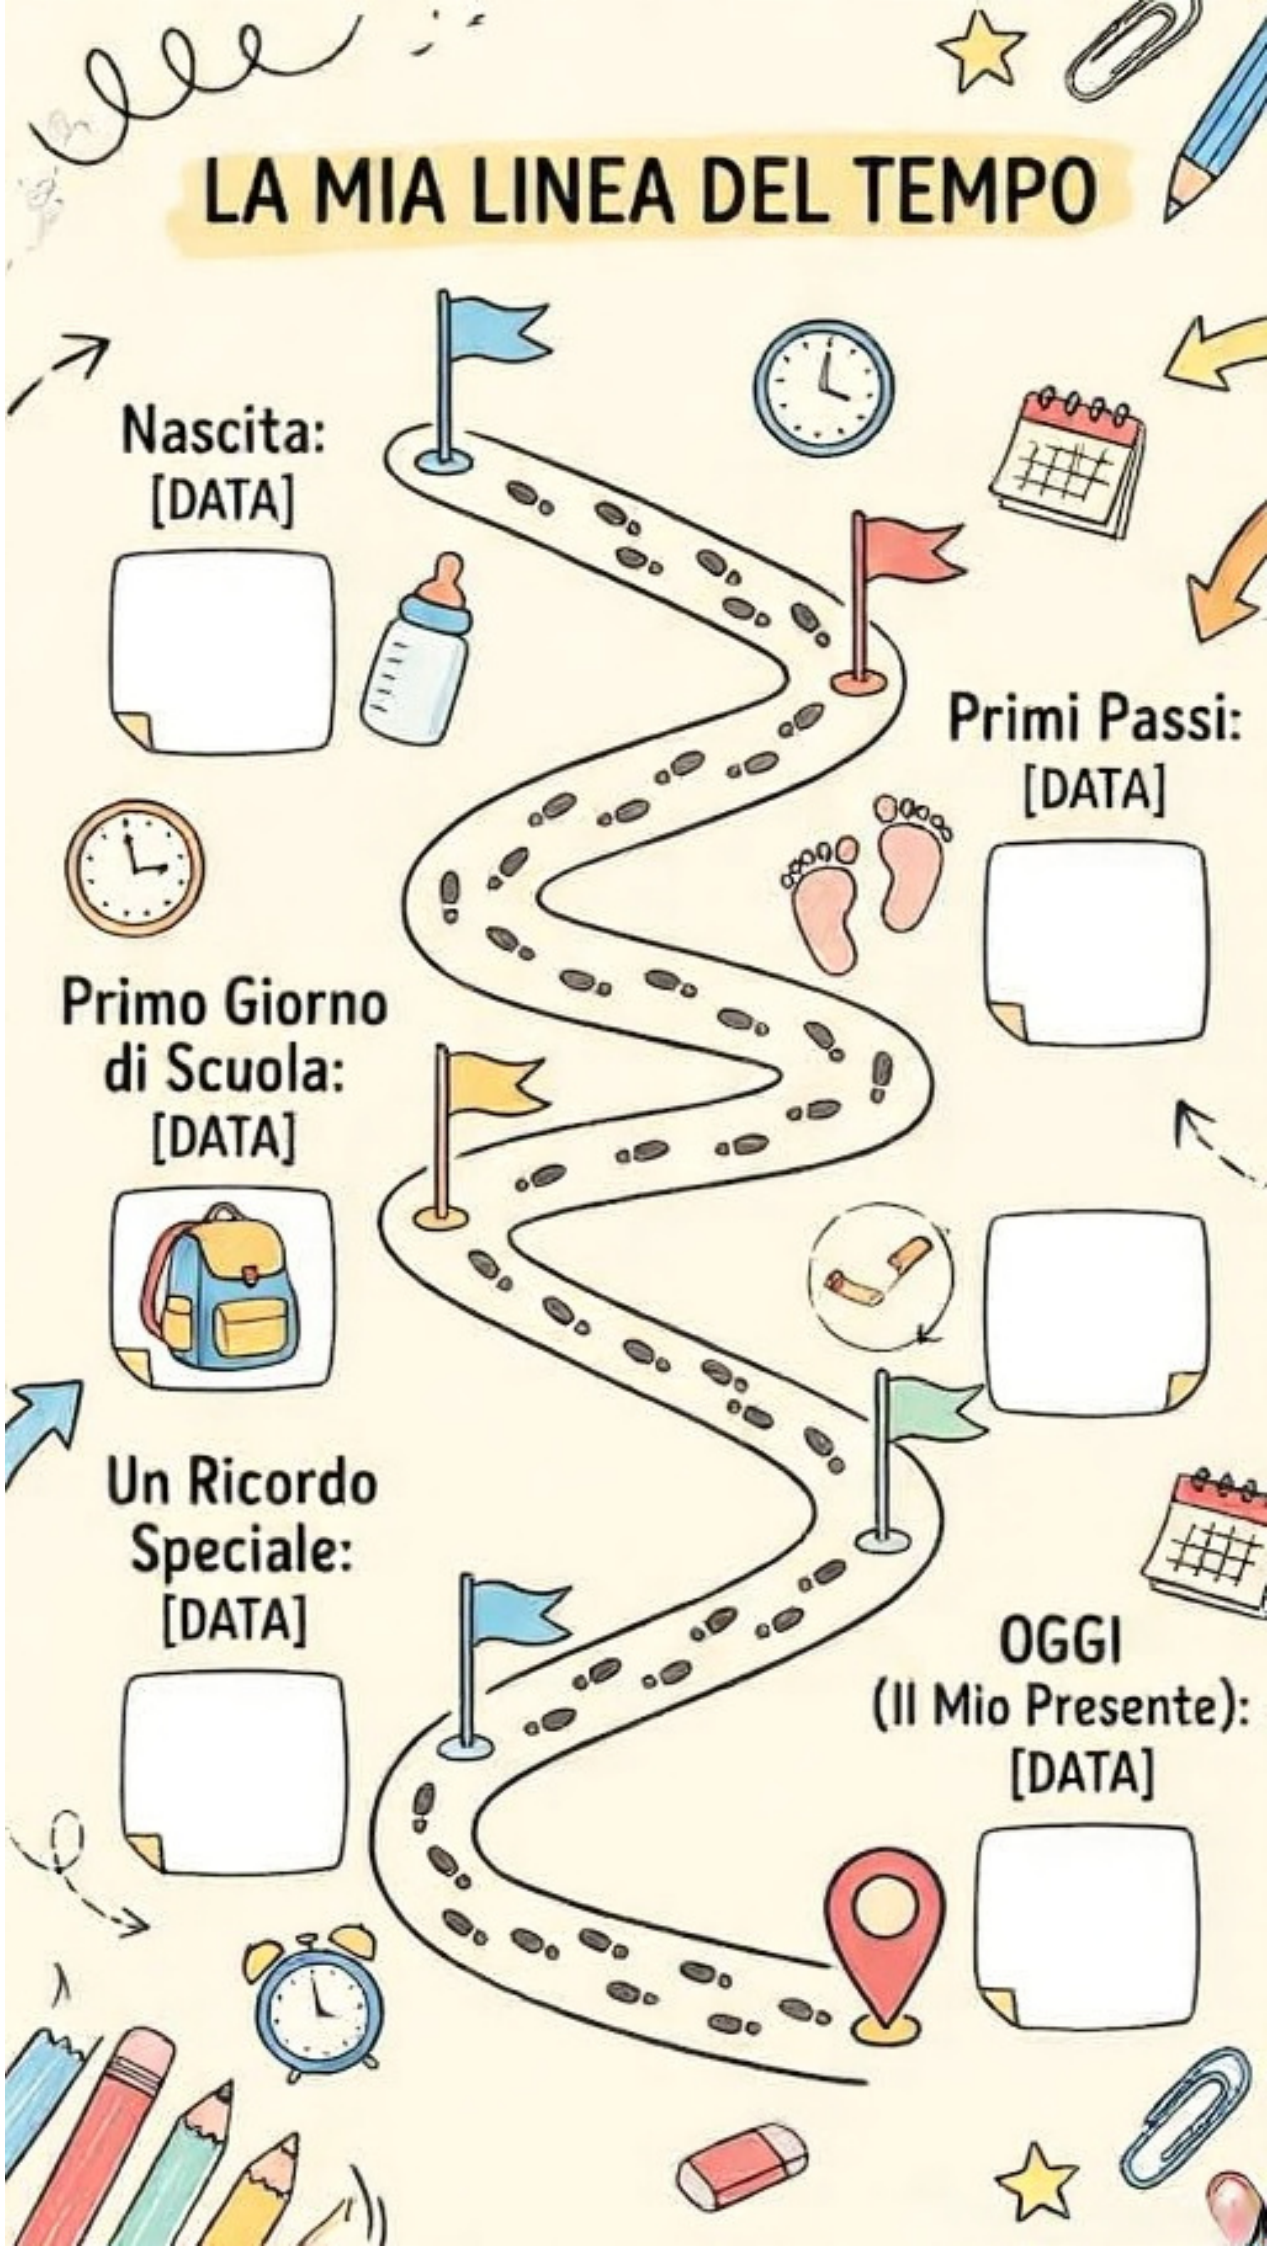 LA MIA LINEA DEL TEMPO
Nascita:
[DATA]
Primi Passi:
[DATA]
Primo Giorno
di Scuola:
[DATA]
Un Ricordo
Speciale:
[DATA]
OGGI
(Il Mio Presente):
[DATA]